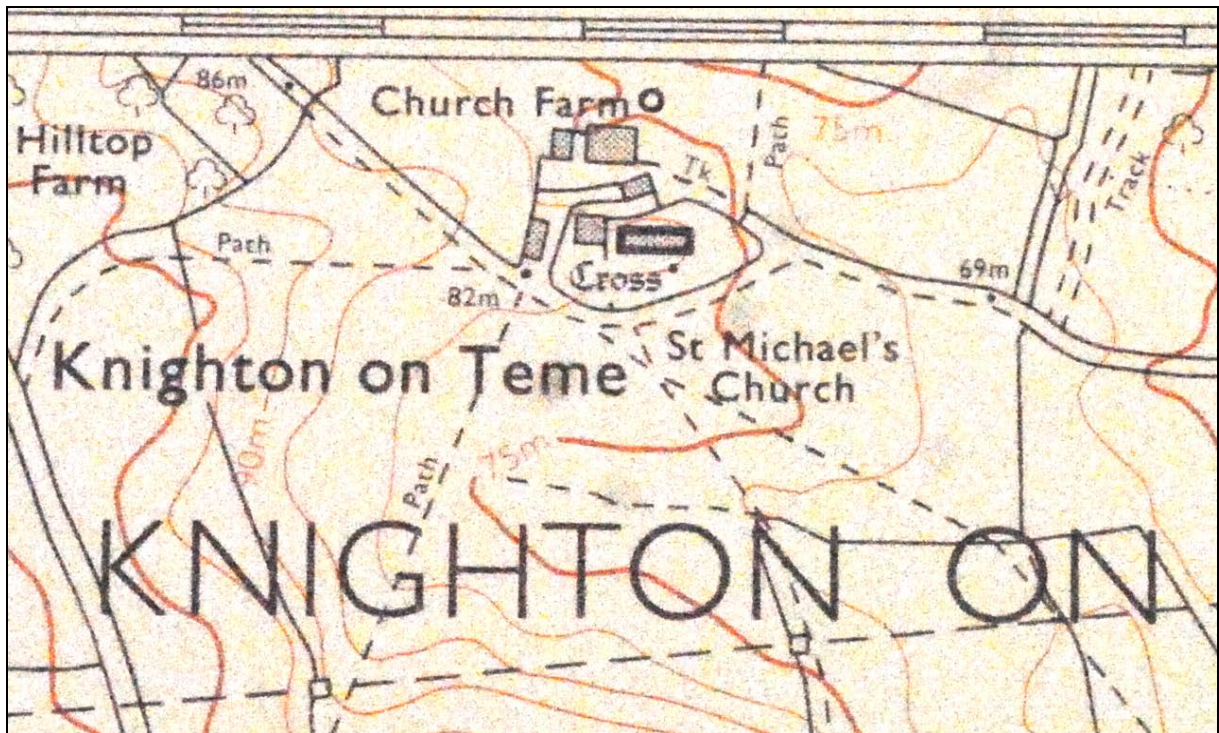 86m
Church Farm
75m
Path
Hilltop
Farm
Tk
Track
Path
Cross
69m
82m
St Michael's
Church
Knighton on Teme
90m
75m
Path
KNIGHTON ON